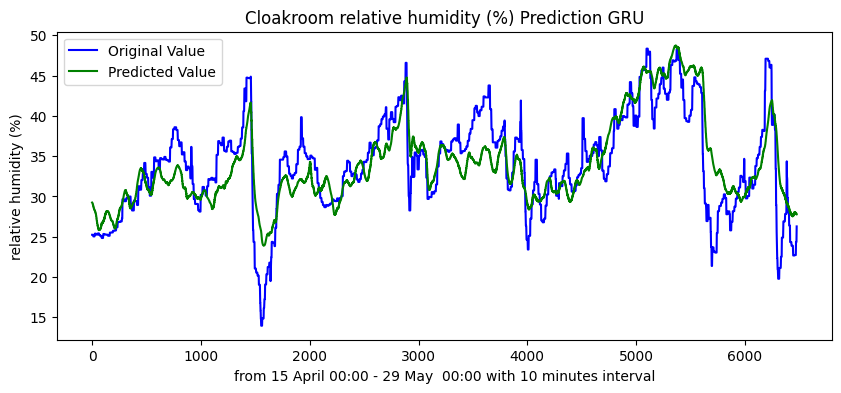 Cloakroom relative humidity (%) Prediction GRU
Original Value
Predicted Value
relative humidity (%)
50
45
40
35
30
25
20
15
0 1000 2000 3000 4000 5000 6000
from 15 April 00:00 - 29 May  00:00 with 10 minutes interval